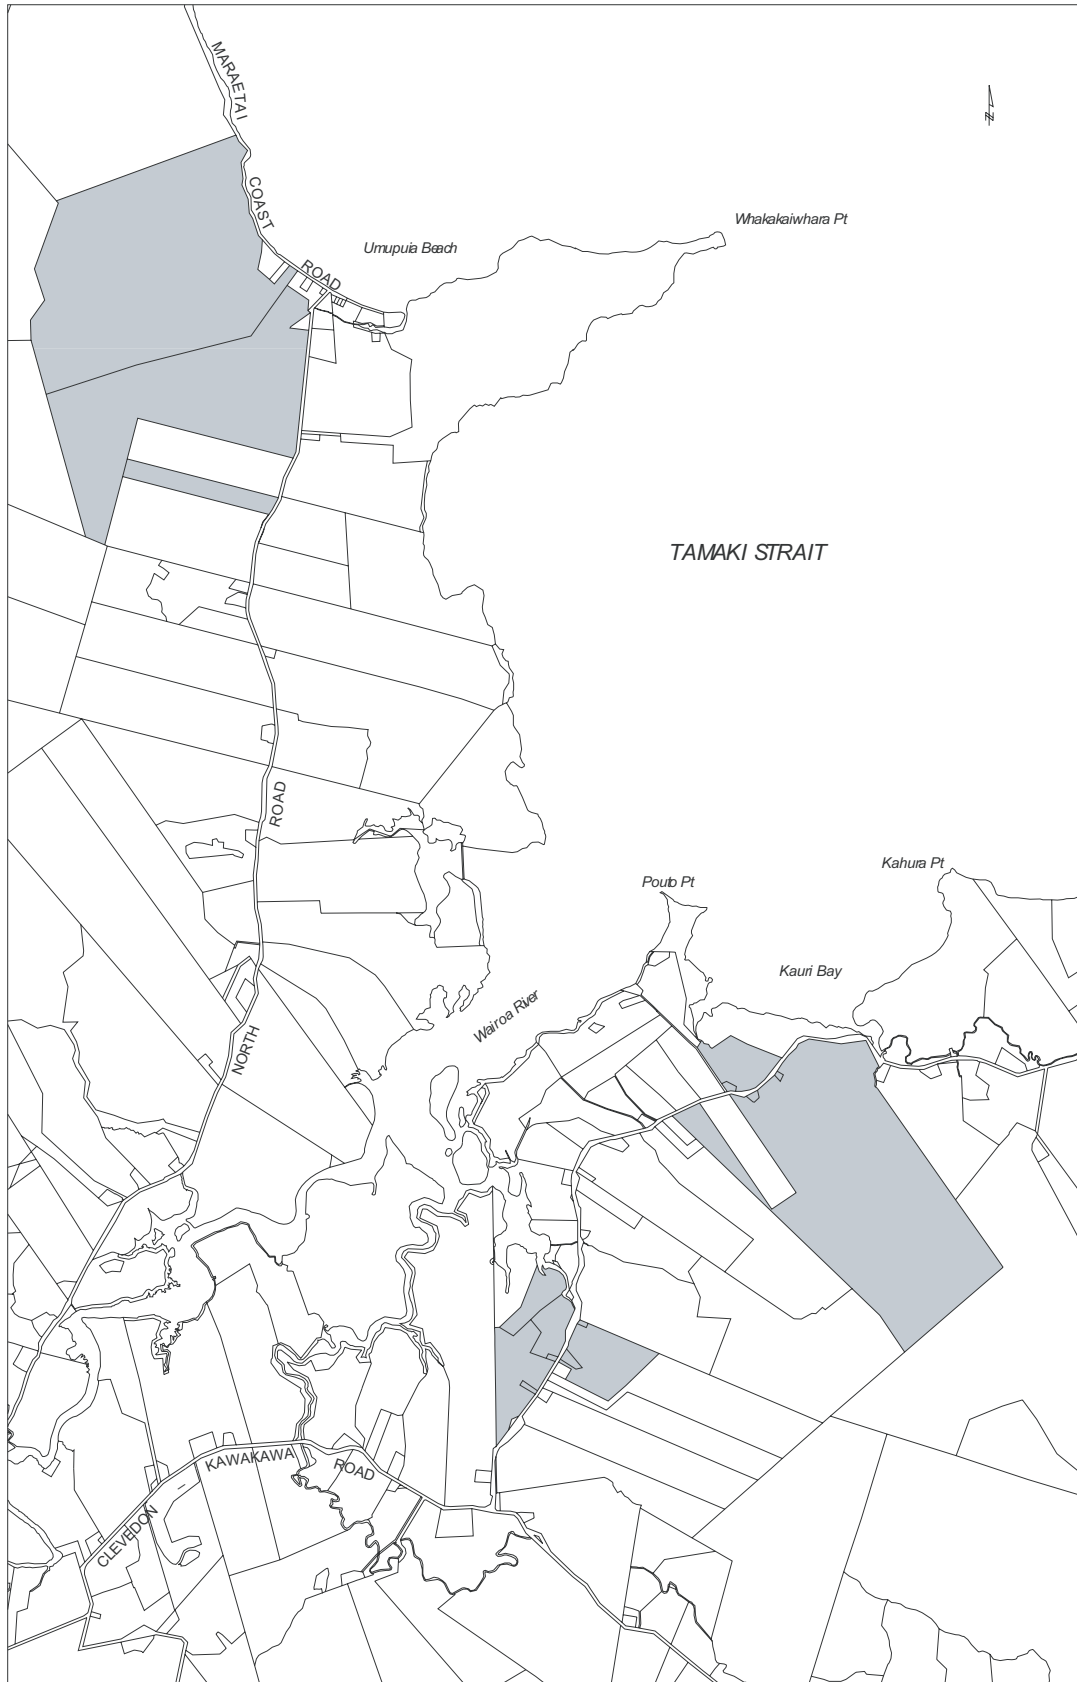 MARAETAI
COAST
ROAD
N
Whakakaiwhara Pt
Umupuia Beach
TAMAKI STRAIT
ROAD
Kahura Pt
Pouto Pt
Kauri Bay
Wairoa River
NORTH
KAWAKAWA
ROAD
CLEVEDON